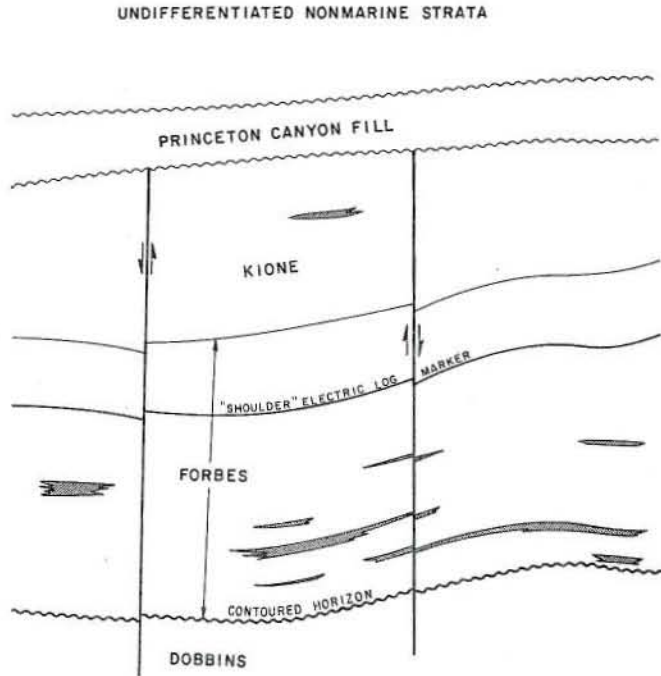 UNDIFFERENTIATED NONMARINE STRATA
PRINCETON CANYON FILL
KIONE
"SHOULDER" ELECTRIC LOG MARKER
FORBES
CONTOURED HORIZON
DOBBINS